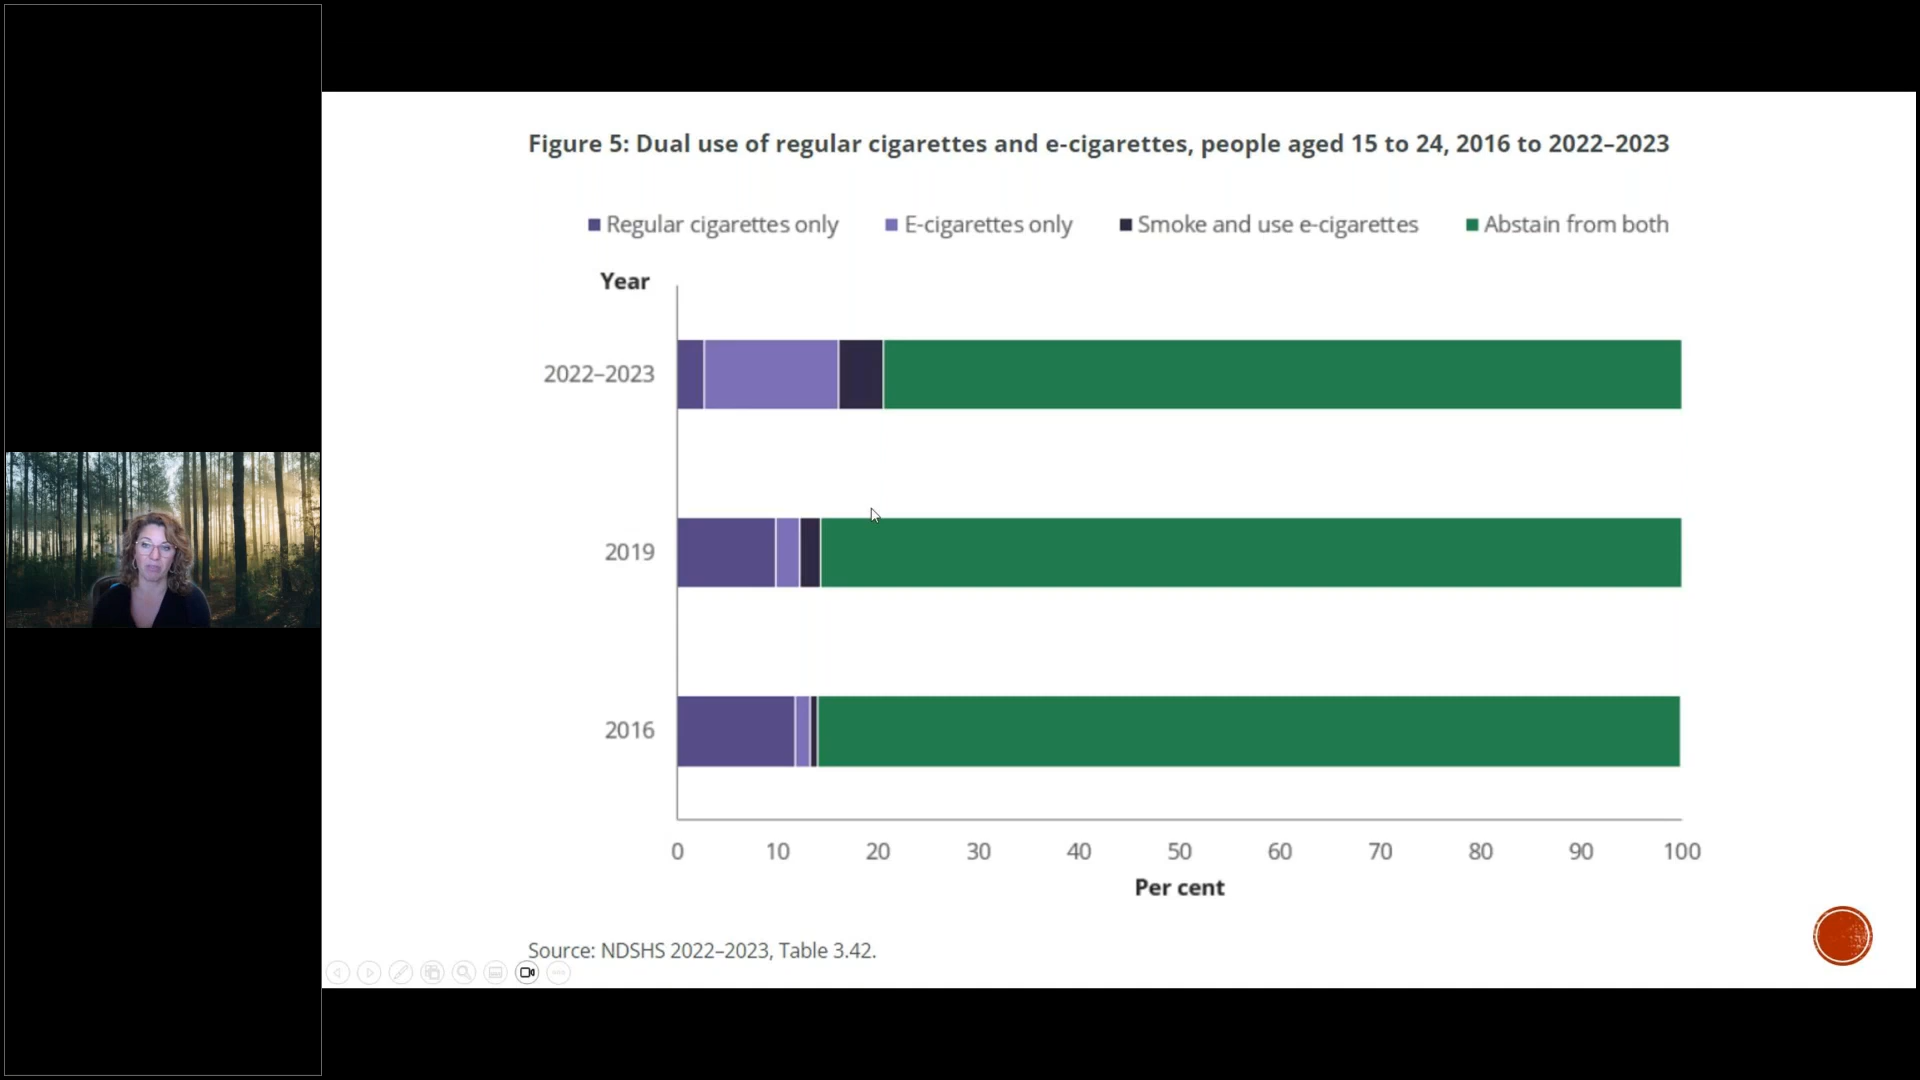 Figure 5: Dual use of regular cigarettes and e-cigarettes, people aged 15 to 24, 2016 to 2022–2023
Regular cigarettes only E-cigarettes only Smoke and use e-cigarettes Abstain from both
Year
2022–2023
2019
2016
0 10 20 30 40 50 60 70 80 90 100
Per cent
Source: NDSHS 2022–2023, Table 3.42.